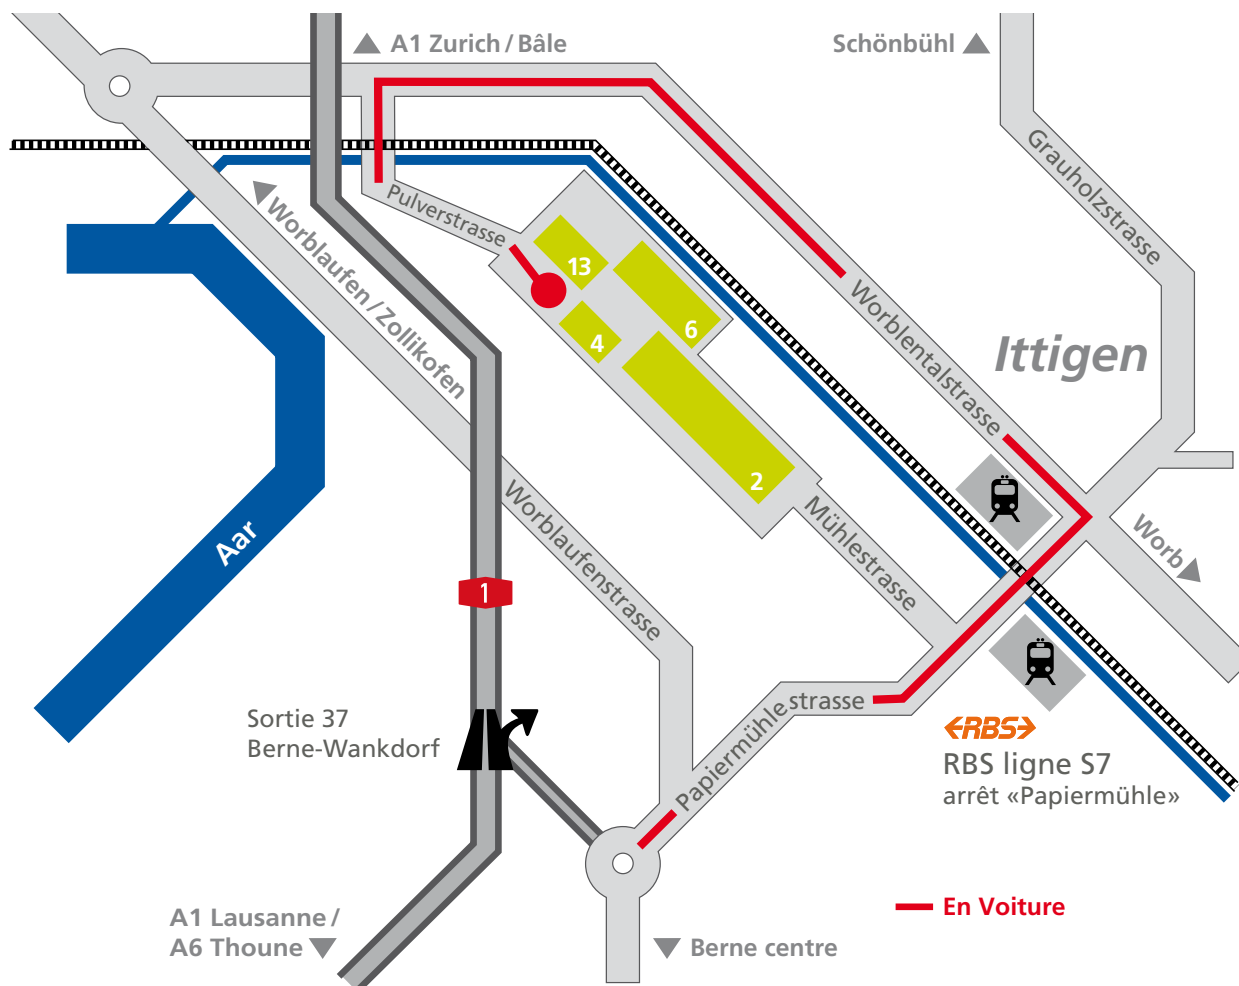 A1 Zurich / Bâle
Schönbühl
Grauholzstrasse
Pulverstrasse
Worblaufen / Zollikofen
13
6
4
2
Worblentalstrasse
Ittigen
Aar
Worblaufenstrasse
Mühlestrasse
Worb
1
Sortie 37
Berne-Wankdorf
Papiermühlestrasse
RBS
RBS ligne S7
arrêt «Papiermühle»
En Voiture
A1 Lausanne /
A6 Thoune
Berne centre